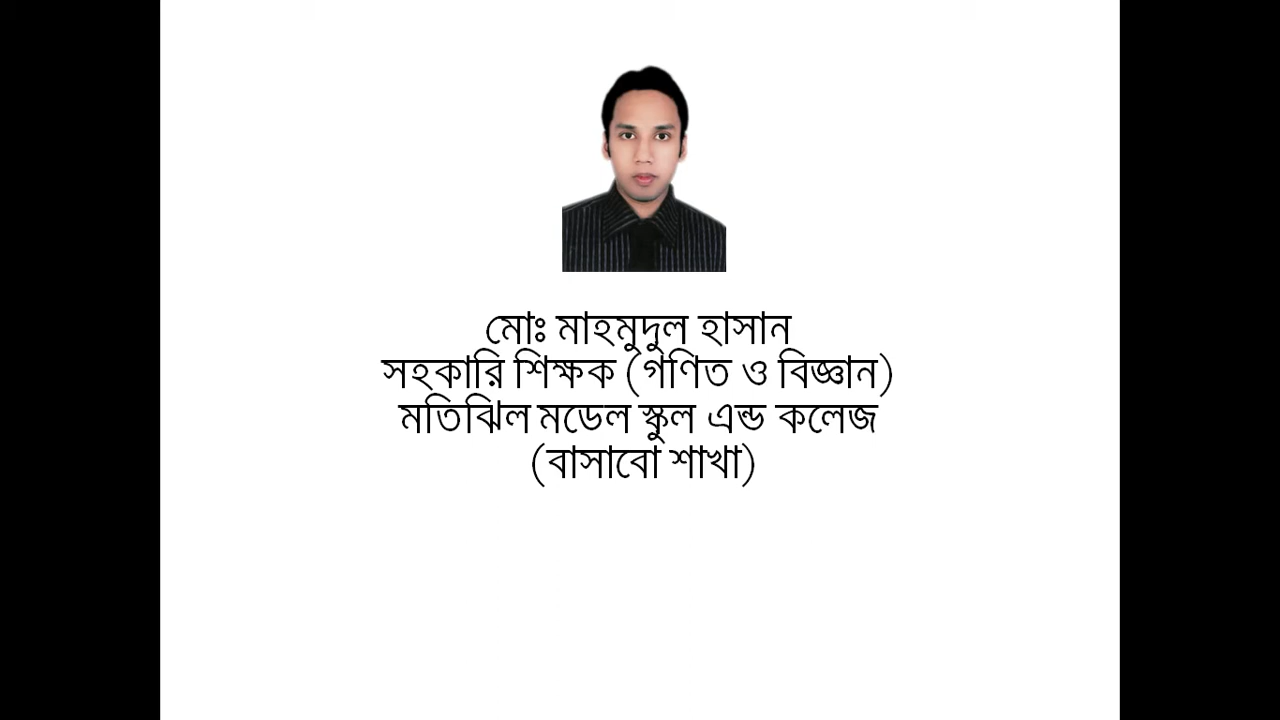 মোঃ মাহমুদুল হাসান
সহকারি শিক্ষক (গণিত ও বিজ্ঞান)
মতিঝিল মডেল স্কুল এন্ড কলেজ
(বাসাবো শাখা)